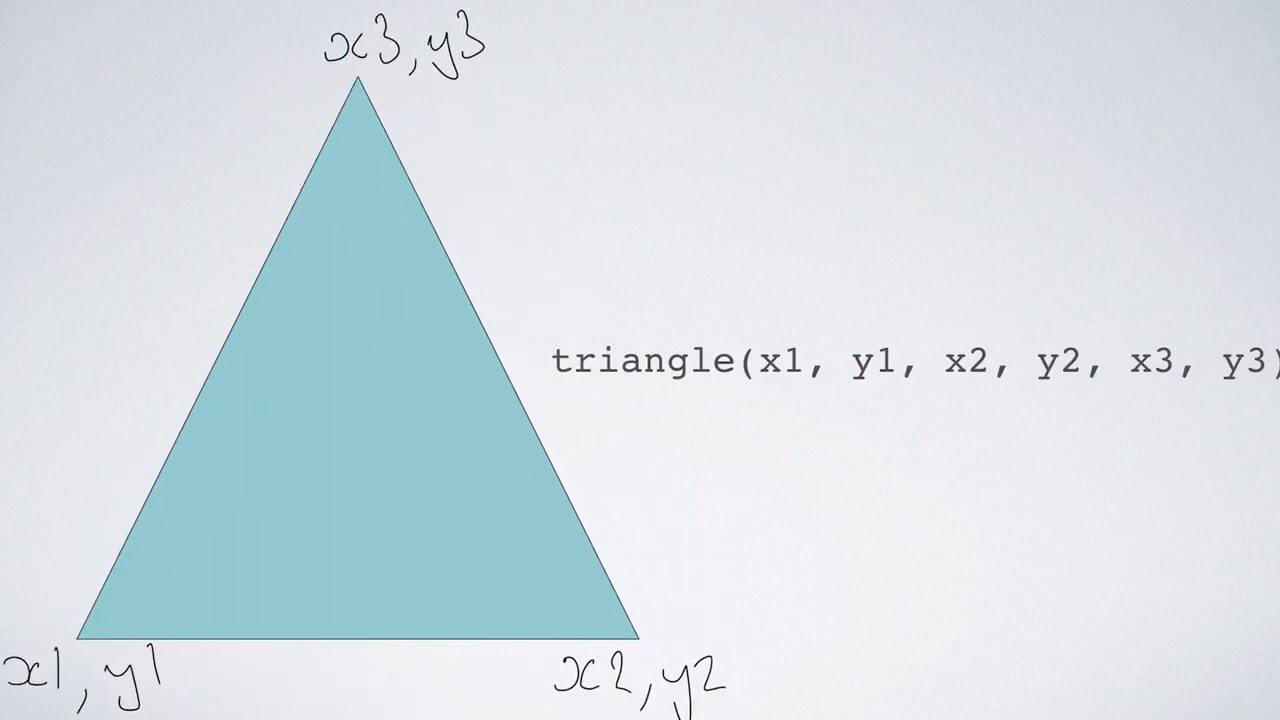 x3, y3
triangle(x1, y1, x2, y2, x3, y3)
x1, y1
x2, y2